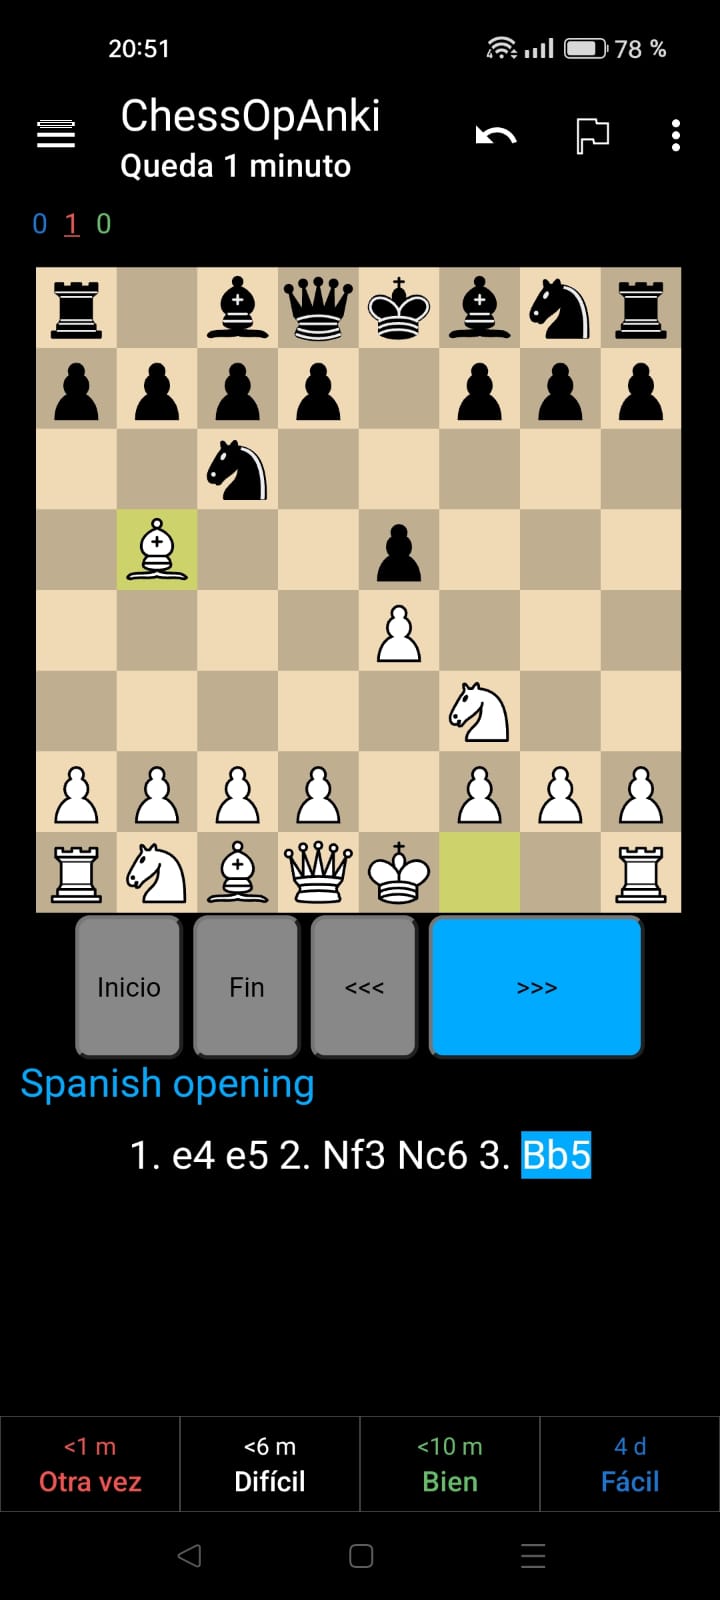 20:51
4
78 %
ChessOpAnki
Queda 1 minuto
0 1 0
Inicio Fin <<< >>>
Spanish opening
1. e4 e5 2. Nf3 Nc6 3. Bb5
<1 m <6 m <10 m 4 d
Otra vez Difícil Bien Fácil